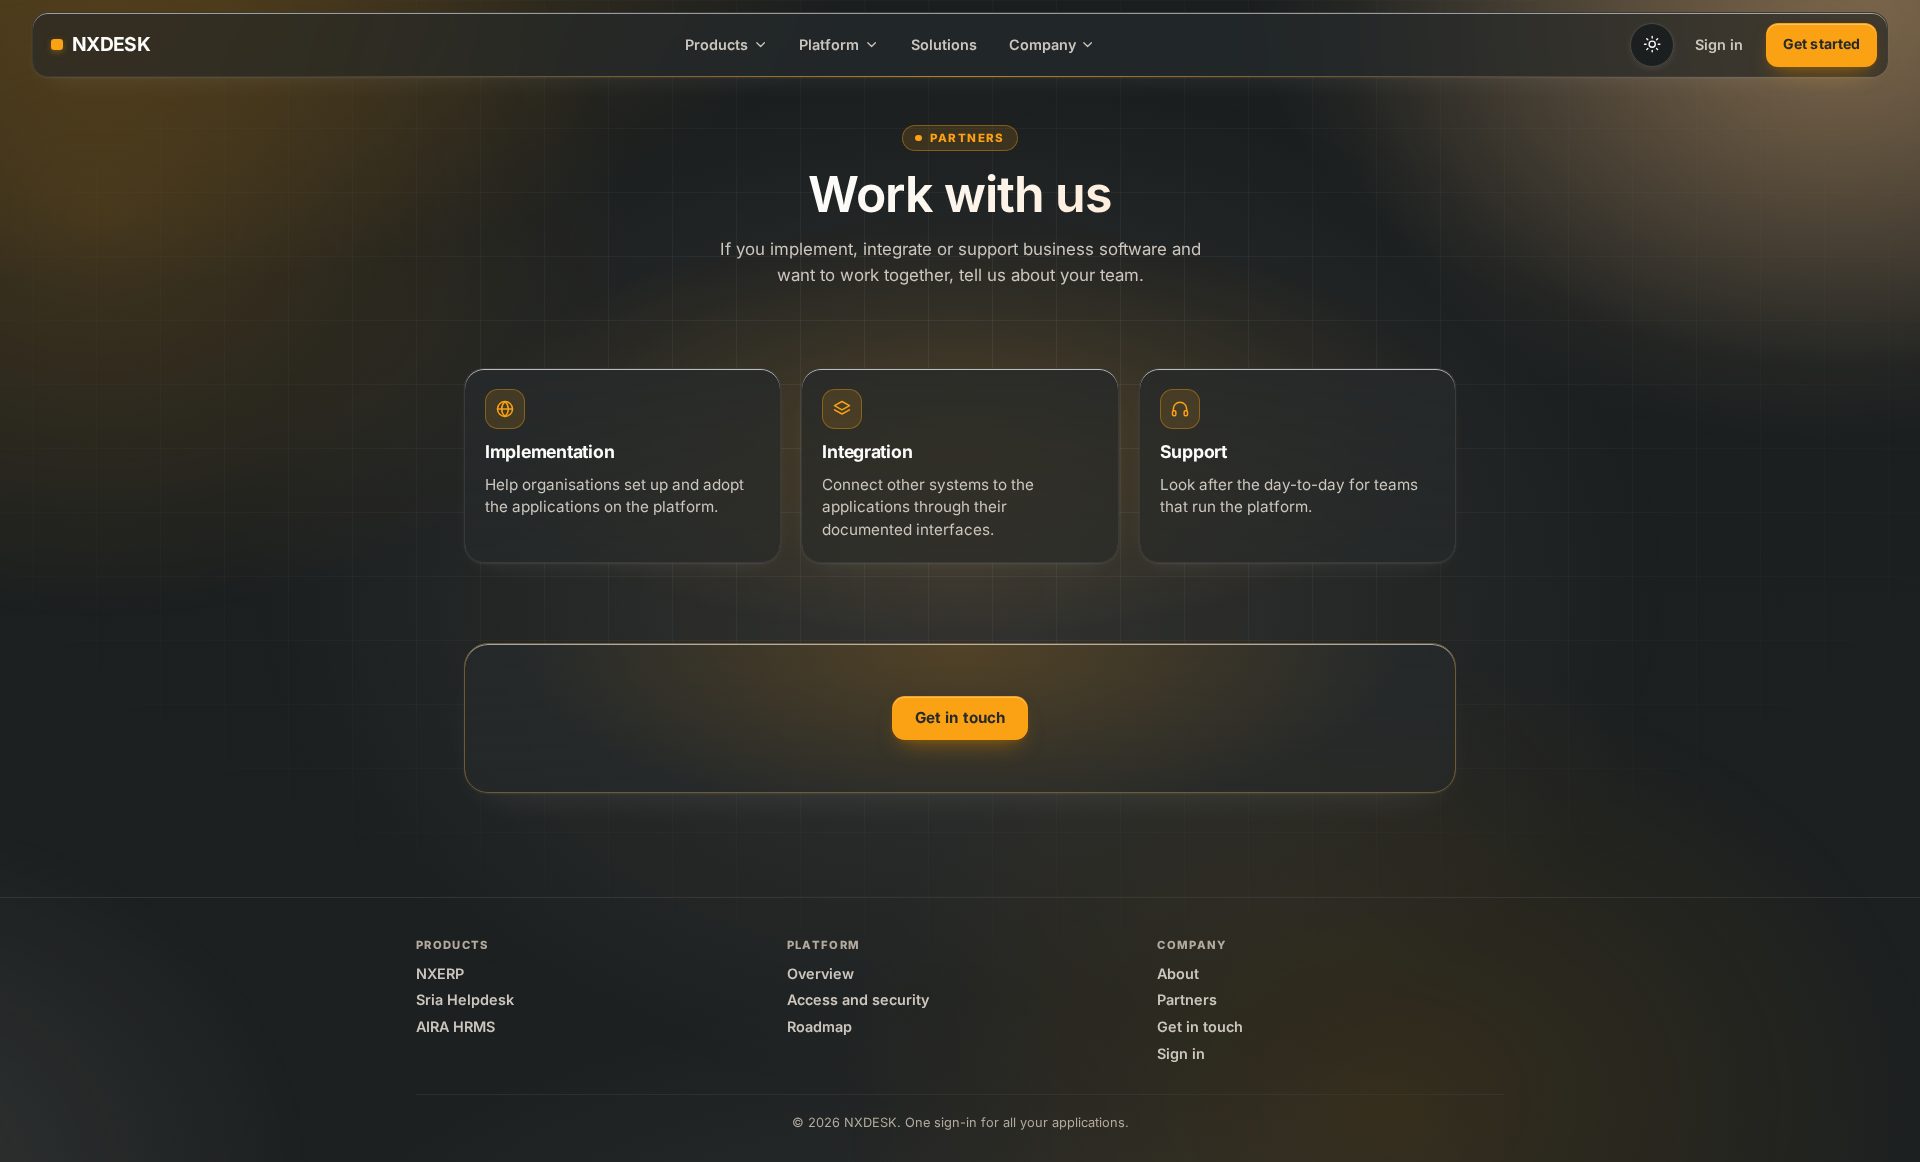 NXDESK
Products
Platform
Solutions
Company
Sign in
Get started
PARTNERS
Work with us
If you implement, integrate or support business software and
want to work together, tell us about your team.
Implementation
Help organisations set up and adopt
the applications on the platform.
Integration
Connect other systems to the
applications through their
documented interfaces.
Support
Look after the day-to-day for teams
that run the platform.
Get in touch
PRODUCTS
NXERP
Sria Helpdesk
AIRA HRMS
PLATFORM
Overview
Access and security
Roadmap
COMPANY
About
Partners
Get in touch
Sign in
© 2026 NXDESK. One sign-in for all your applications.